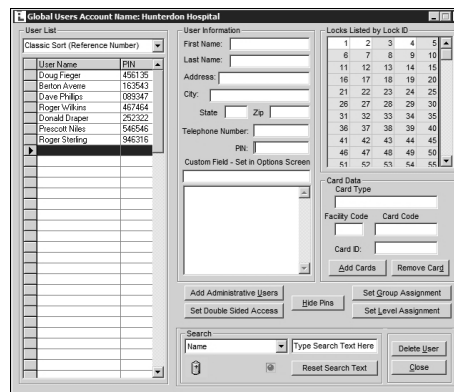 Global Users Account Name: Hunterdon Hospital
User List
Classic Sort (Reference Number)
User Name PIN
Doug Fieger 456135
Berton Averre 163543
Dave Phillips 089347
Roger Wilkins 467464
Donald Draper 252322
Prescott Niles 546546
Roger Sterling 946316
User Information
First Name:
Last Name:
Address:
City:
State Zip
Telephone Number:
PIN:
Custom Field - Set in Options Screen
Locks Listed by Lock ID
1 2 3 4 5
6 7 8 9 10
11 12 13 14 15
16 17 18 19 20
21 22 23 24 25
26 27 28 29 30
31 32 33 34 35
36 37 38 39 40
41 42 43 44 45
46 47 48 49 50
51 52 53 54 55
Card Data
Card Type
Facility Code Card Code
Card ID:
Add Cards Remove Card
Add Administrative Users
Set Double Sided Access
Hide Pins
Set Group Assignment
Set Level Assignment
Search
Name Type Search Text Here
Reset Search Text
Delete User
Close